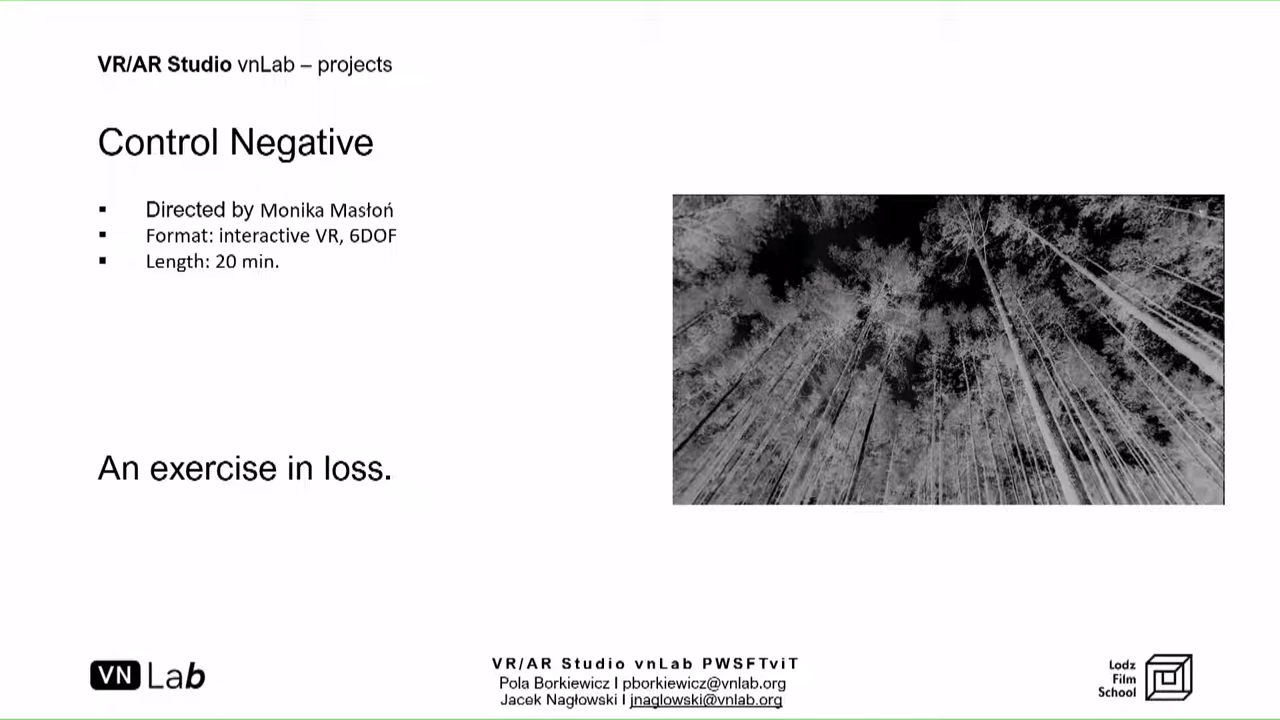 VR/AR Studio vnLab – projects
Control Negative
▪ Directed by Monika Masłoń
▪ Format: interactive VR, 6DOF
▪ Length: 20 min.
An exercise in loss.
VN Lab
VR/AR Studio vnLab PWSFTviT
Pola Borkiewicz I pborkiewicz@vnlab.org
Jacek Nagłowski I jnaglowski@vnlab.org
Lodz
Film
School